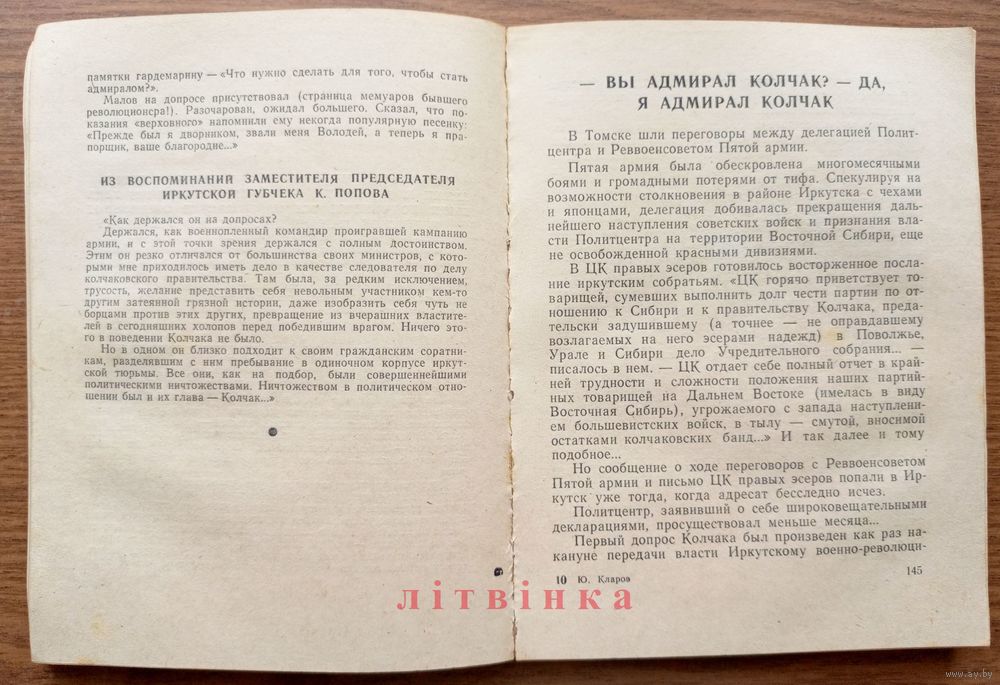 памятки гардемарину — «Что нужно сделать для того, чтобы стать
адмиралом?».
Малов на допросе присутствовал (страница мемуаров бывшего
революционсра!). Разочарован, ожидал большего. Сказал, что по-
казания «верховного» напомнили ему некогда популярную песенку:
«Прежде был я дворником, звали меня Володей, а теперь я пра-
порщик, ваше благородие...»
ИЗ ВОСПОМИНАНИЙ ЗАМЕСТИТЕЛЯ ПРЕДСЕДАТЕЛЯ
ИРКУТСКОЙ ГУБЧЕКА К. ПОПОВА
«Как держался он на допросах?
Держался, как военнопленный командир проигравшей кампанию
армии, и с этой точки зрения держался с полным достоинством.
Этим он резко отличался от большинства своих министров, с кото-
рыми мне приходилось иметь дело в качестве следователя по делу
колчаковского правительства. Там была, за редким исключением,
трусость, желание представить себя невольным участником кем-то
другим затеянной грязной истории, даже изобразить себя чуть не
борцами против этих других, превращение из вчерашних властите-
лей в сегодняшних холопов перед победившим врагом. Ничего это-
го в поведении Колчака не было.
Но в одном он близко подходит к своим гражданским соратни-
кам, разделявшим с ним пребывание в одиночном корпусе иркут-
ской тюрьмы. Все они, как на подбор, были совершеннейшими
политическими ничтожествами. Ничтожеством в политическом отно-
шении был и их глава — Колчак...»
— ВЫ АДМИРАЛ КОЛЧАК? — ДА,
Я АДМИРАЛ КОЛЧАК
В Томске шли переговоры между делегацией Полит-
центра и Реввоенсоветом Пятой армии.
Пятая армия была обескровлена многомесячными
боями и громадными потерями от тифа. Спекулируя на
возможности столкновения в районе Иркутска с чехами
и японцами, делегация добивалась прекращения даль-
нейшего наступления советских войск и признания вла-
сти Политцентра на территории Восточной Сибири, еще
не освобожденной красными дивизиями.
В ЦК правых эсеров готовилось восторженное посла-
ние иркутским собратьям. «ЦК горячо приветствует то-
варищей, сумевших выполнить долг чести партии по от-
ношению к Сибири и к правительству Колчака, преда-
тельски задушившему (а точнее — не оправдавшему
возлагаемых на него эсерами надежд) в Поволжье,
Урале и Сибири дело Учредительного собрания... —
писалось в нем. — ЦК отдает себе полный отчет в край-
ней трудности и сложности положения наших партий-
ных товарищей на Дальнем Востоке (имелась в виду
Восточная Сибирь), угрожаемого с запада наступлени-
ем большевистских войск, в тылу — смутой, вносимой
остатками колчаковских банд...» И так далее и тому
подобное...
Но сообщение о ходе переговоров с Реввоенсоветом
Пятой армии и письмо ЦК правых эсеров попали в Ир-
кутск уже тогда, когда адресат бесследно исчез.
Политцентр, заявивший о себе широковещательными
декларациями, просуществовал меньше месяца...
Первый допрос Колчака был произведен как раз на-
кануне передачи власти Иркутскому военно-революци-
10 Ю. Кларов
145
літвінка
www.ay.by